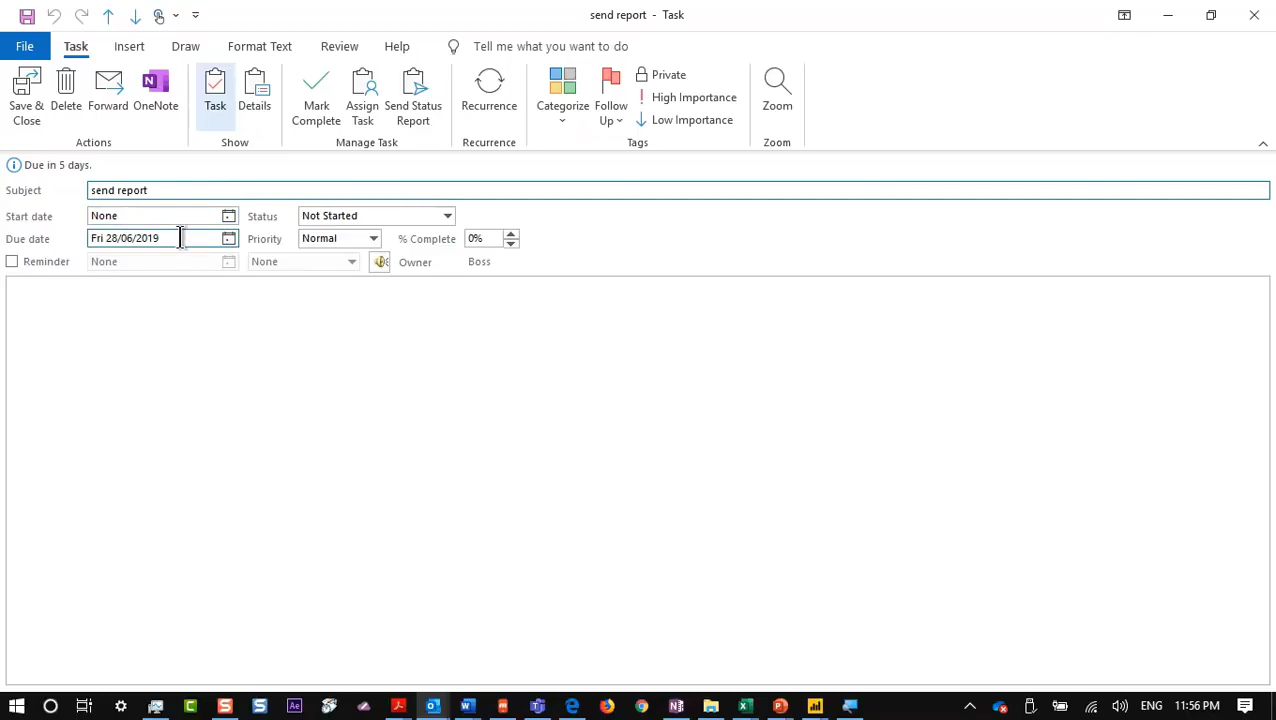 send report - Task
File Task Insert Draw Format Text Review Help Tell me what you want to do
Save & Close
Delete
Forward
OneNote
Task
Details
Mark Complete
Assign Task
Send Status Report
Recurrence
Categorize
Follow Up
Private
High Importance
Low Importance
Zoom
Actions Show Manage Task Recurrence Tags Zoom
Due in 5 days.
Subject send report
Start date None Status Not Started
Due date Fri 28/06/2019 Priority Normal % Complete 0%
Reminder None None Owner Boss
ENG 11:56 PM